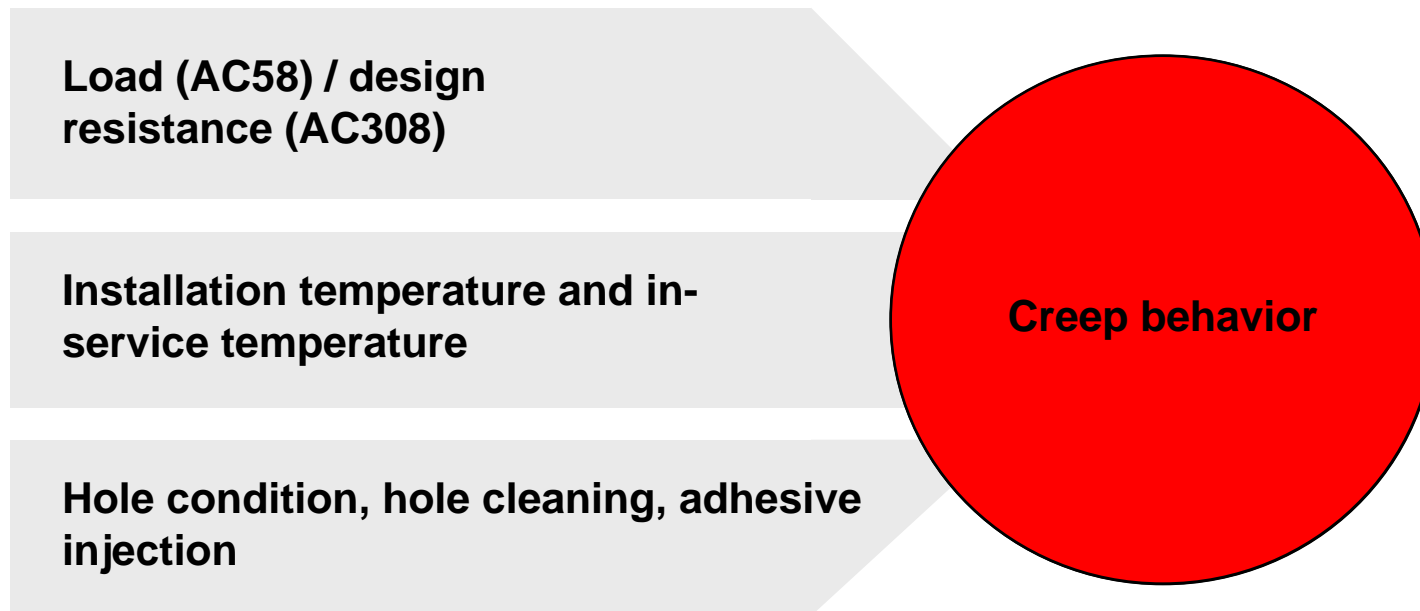 Load (AC58) / design
resistance (AC308)
Installation temperature and in-
service temperature
Creep behavior
Hole condition, hole cleaning, adhesive
injection